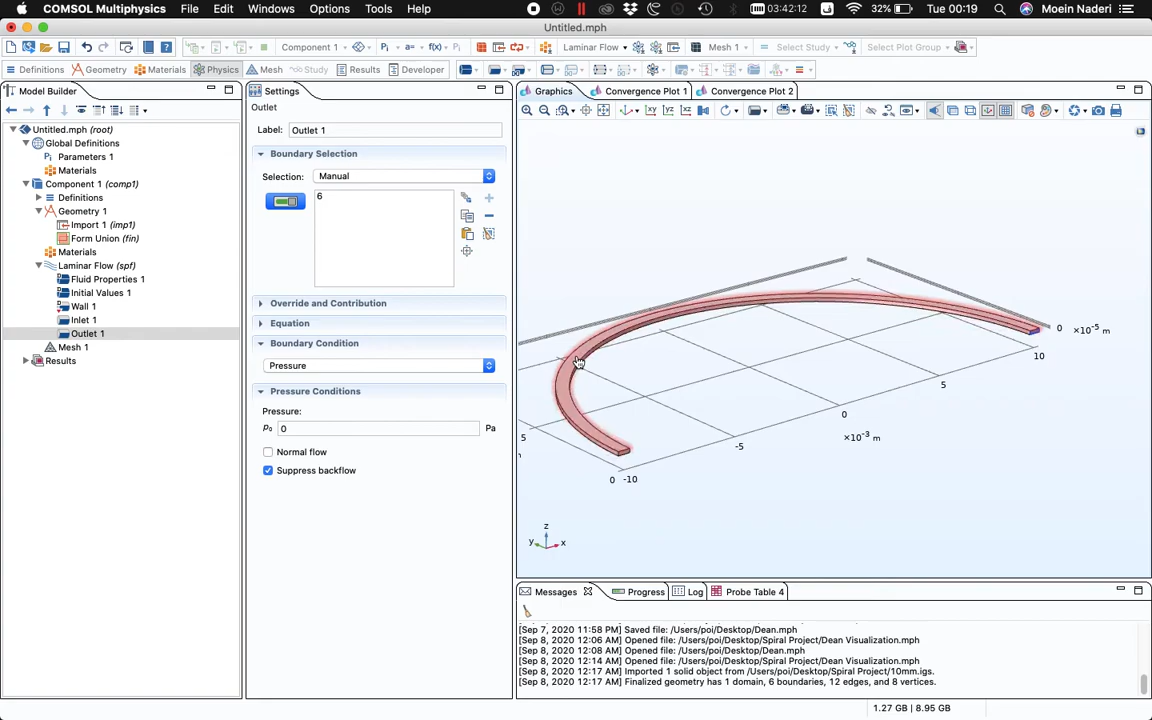 COMSOL Multiphysics File Edit Windows Options Tools Help 03:42:12 32% Tue 00:19 Moein Naderi
Untitled.mph
Component 1 Pi a= f(x) Laminar Flow Mesh 1 Select Study Select Plot Group
Definitions Geometry Materials Physics Mesh Study Results Developer
Model Builder
Untitled.mph (root)
Global Definitions
Pi Parameters 1
Materials
Component 1 (comp1)
Definitions
Geometry 1
Import 1 (imp1)
Form Union (fin)
Materials
Laminar Flow (spf)
Fluid Properties 1
Initial Values 1
Wall 1
Inlet 1
Outlet 1
Mesh 1
Results
Settings
Outlet
Label: Outlet 1
Boundary Selection
Selection: Manual
6
Override and Contribution
Equation
Boundary Condition
Pressure
Pressure Conditions
Pressure:
p₀ 0 Pa
Normal flow
Suppress backflow
Graphics Convergence Plot 1 Convergence Plot 2
0 ×10⁻⁵ m
10
5
0
×10⁻³ m
-5
5
m
0 -10
z
y x
Messages Progress Log Probe Table 4
[Sep 7, 2020 11:58 PM] Saved file: /Users/poi/Desktop/Dean.mph
[Sep 8, 2020 12:06 AM] Opened file: /Users/poi/Desktop/Spiral Project/Dean Visualization.mph
[Sep 8, 2020 12:08 AM] Opened file: /Users/poi/Desktop/Dean.mph
[Sep 8, 2020 12:14 AM] Opened file: /Users/poi/Desktop/Spiral Project/Dean Visualization.mph
[Sep 8, 2020 12:17 AM] Imported 1 solid object from /Users/poi/Desktop/Spiral Project/10mm.igs.
[Sep 8, 2020 12:17 AM] Finalized geometry has 1 domain, 6 boundaries, 12 edges, and 8 vertices.
1.27 GB | 8.95 GB